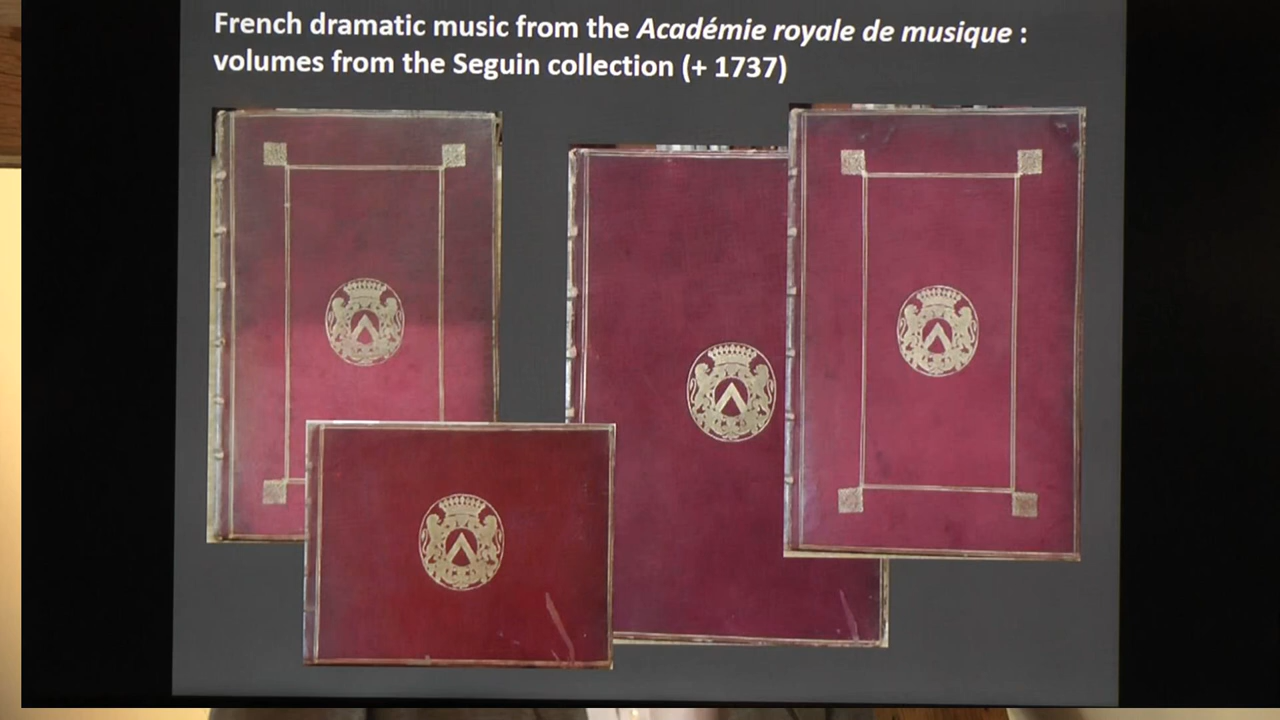 French dramatic music from the Académie royale de musique :
volumes from the Seguin collection (+ 1737)